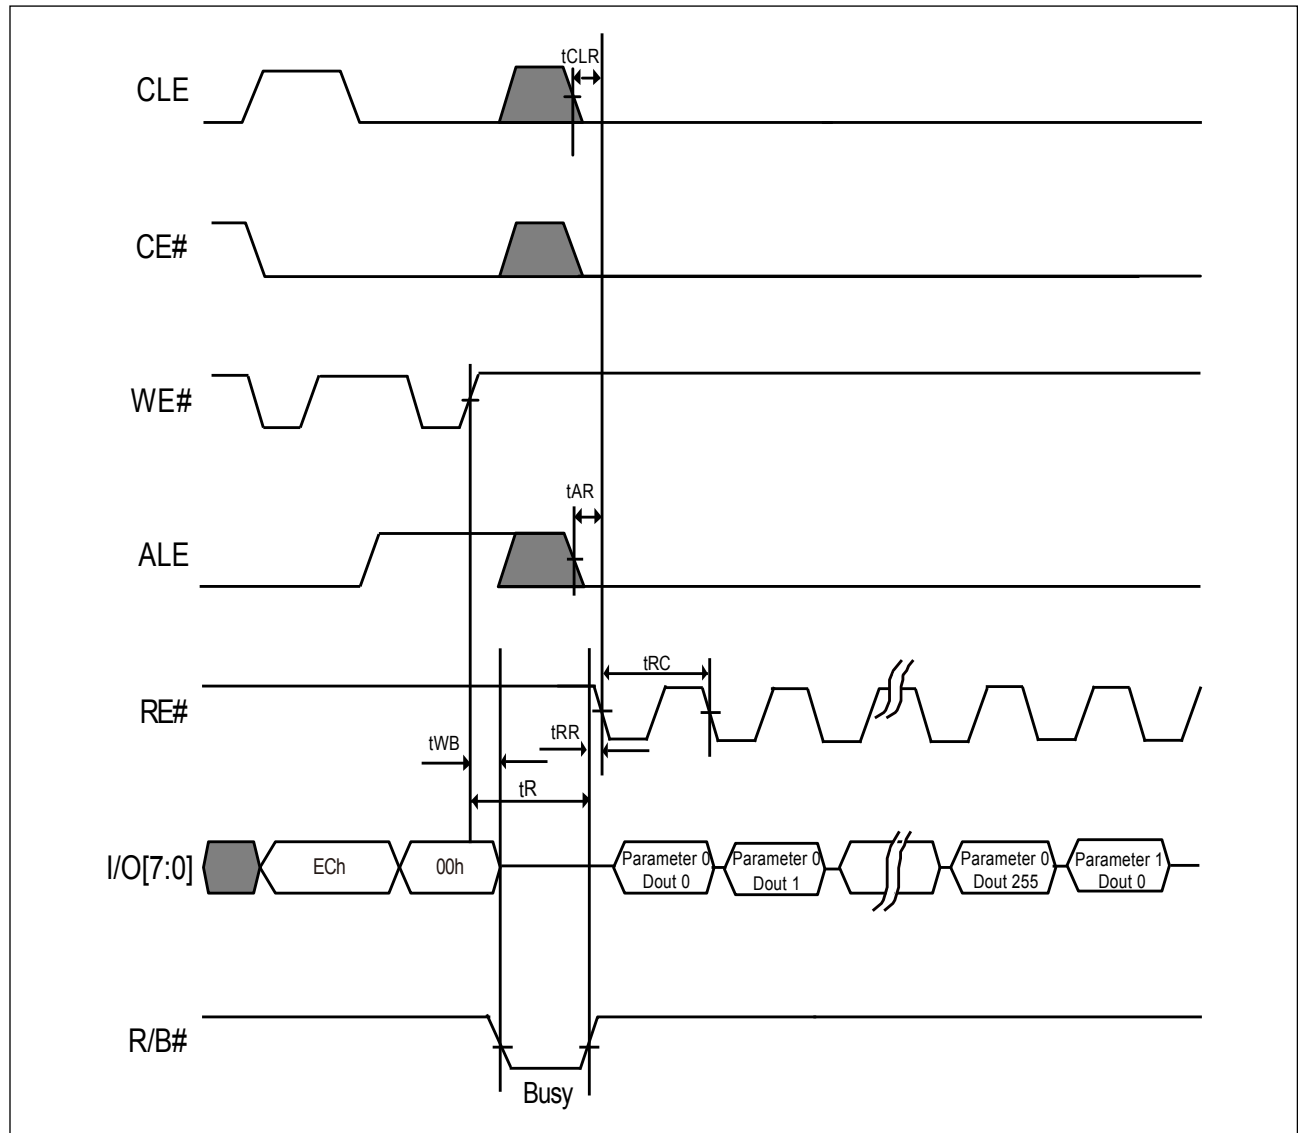 tCLR
CLE
CE#
WE#
tAR
ALE
tRC
RE#
tWB
tRR
tR
I/O[7:0]
ECh
00h
Parameter 0
Dout 0
Parameter 0
Dout 1
Parameter 0
Dout 255
Parameter 1
Dout 0
R/B#
Busy